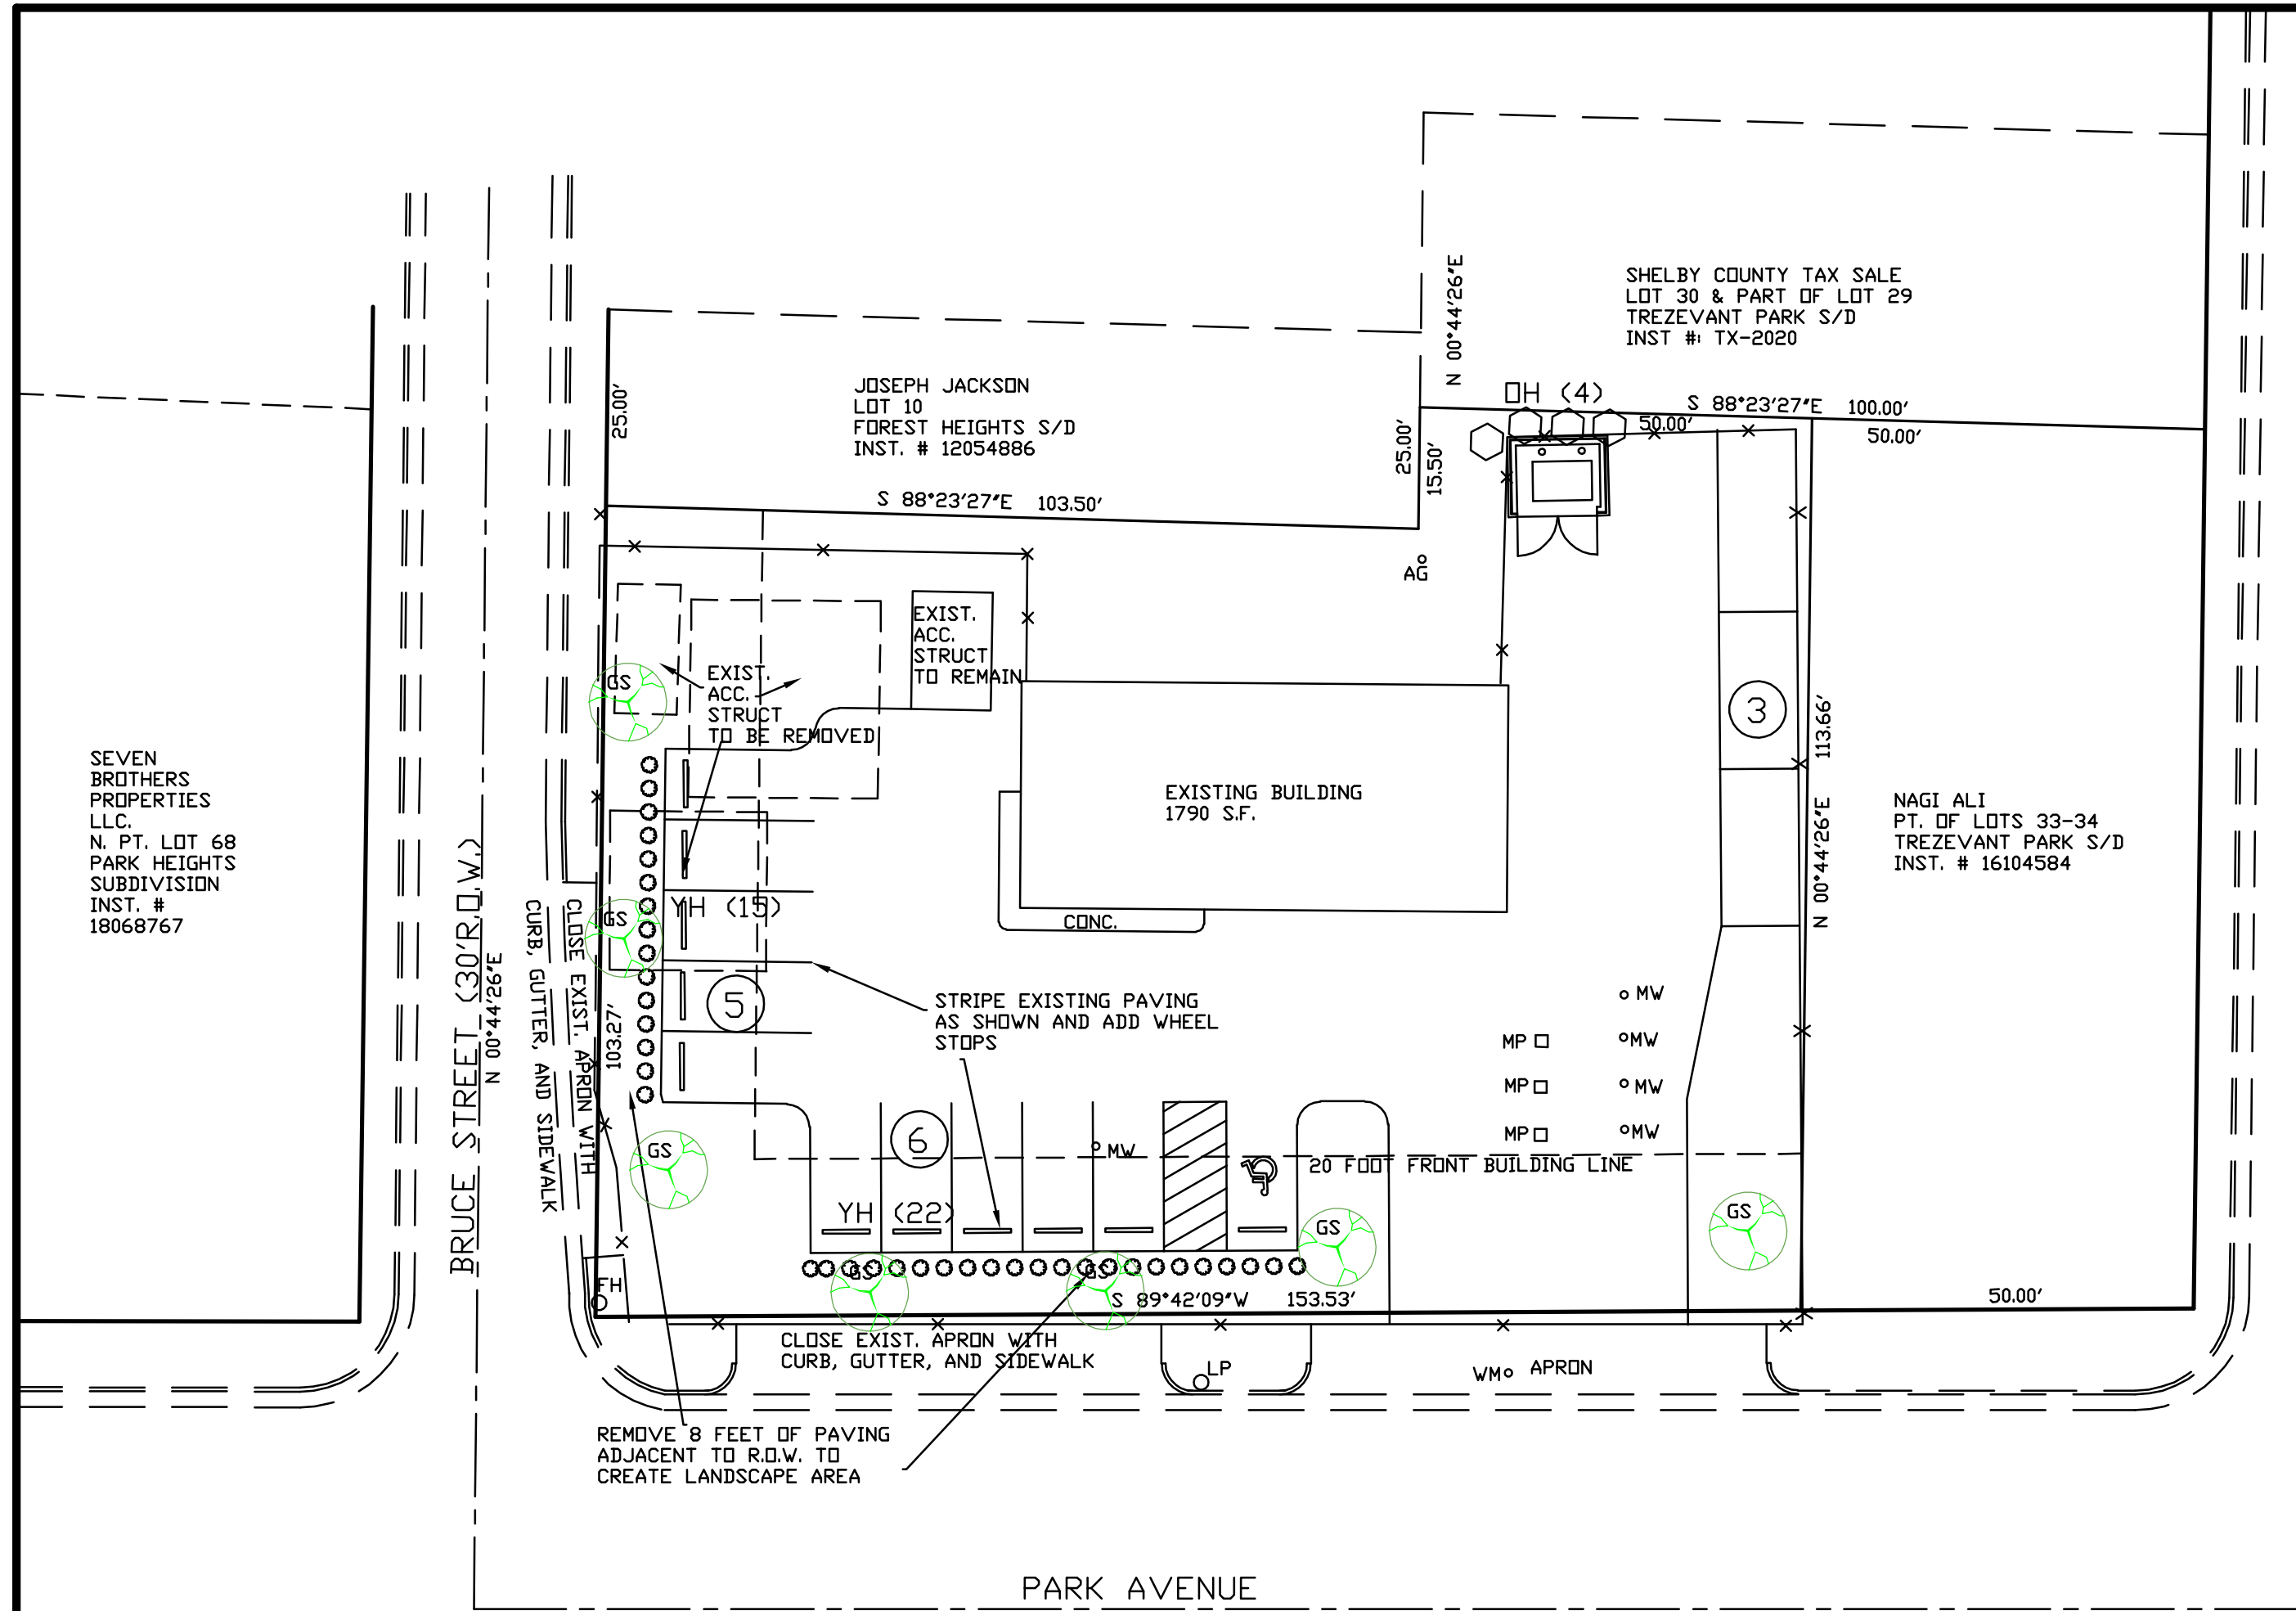 SHELBY COUNTY TAX SALE
LOT 30 & PART OF LOT 29
TREZEVANT PARK S/D
INST #: TX-2020
N 00°44'26"E
25.00'
JOSEPH JACKSON
LOT 10
FOREST HEIGHTS S/D
INST. # 12054886
OH (4)
S 88°23'27"E 100.00'
50.00'
50.00'
25.00'
15.50'
S 88°23'27"E 103.50'
AG
EXIST.
ACC.
STRUCT
TO REMAIN
EXIST.
ACC.
STRUCT
TO BE REMOVED
GS
3
113.66'
N 00°44'26"E
SEVEN
BROTHERS
PROPERTIES
LLC.
N. PT. LOT 68
PARK HEIGHTS
SUBDIVISION
INST. #
18068767
EXISTING BUILDING
1790 S.F.
NAGI ALI
PT. OF LOTS 33-34
TREZEVANT PARK S/D
INST. # 16104584
BRUCE STREET (30'R.O.W.)
N 00°44'26"E
CLOSE EXIST. APRON WITH
CURB, GUTTER, AND SIDEWALK
103.27'
YH (15)
GS
CONC.
5
STRIPE EXISTING PAVING
AS SHOWN AND ADD WHEEL
STOPS
MW
MP
MW
MP
MW
MP
MW
6
MW
GS
20 FOOT FRONT BUILDING LINE
YH (22)
GS
GS
GS
GS
FH
S 89°42'09"W 153.53'
50.00'
CLOSE EXIST. APRON WITH
CURB, GUTTER, AND SIDEWALK
LP
WM
APRON
REMOVE 8 FEET OF PAVING
ADJACENT TO R.O.W. TO
CREATE LANDSCAPE AREA
PARK AVENUE